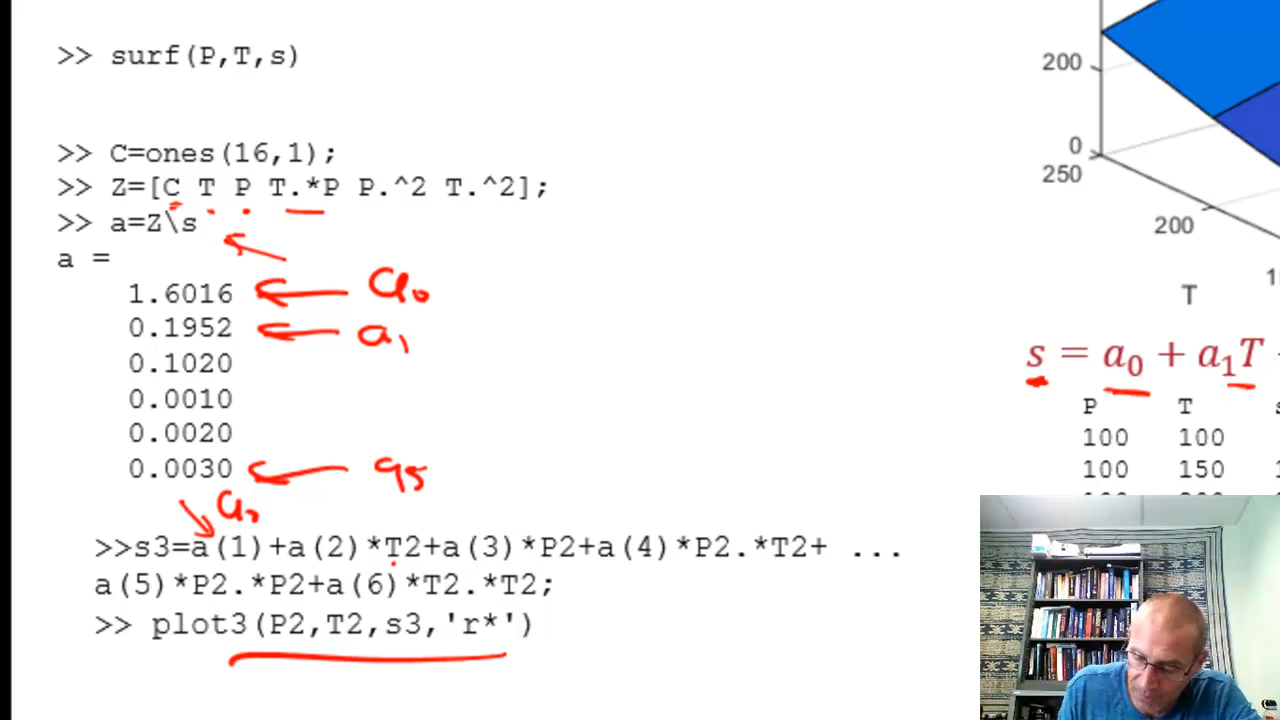 >> surf(P,T,s)
>> C=ones(16,1);
>> Z=[C T P T.*P P.^2 T.^2];
>> a=Z\s
a =
1.6016
a₀
0.1952
a₁
0.1020
0.0010
0.0020
0.0030
a5
>>s3=a(1)+a(2)*T2+a(3)*P2+a(4)*P2.*T2+ ...
a(5)*P2.*P2+a(6)*T2.*T2;
>> plot3(P2,T2,s3,'r*')
200
0
250
200
T
s = a₀ + a₁T
P T
100 100
100 150